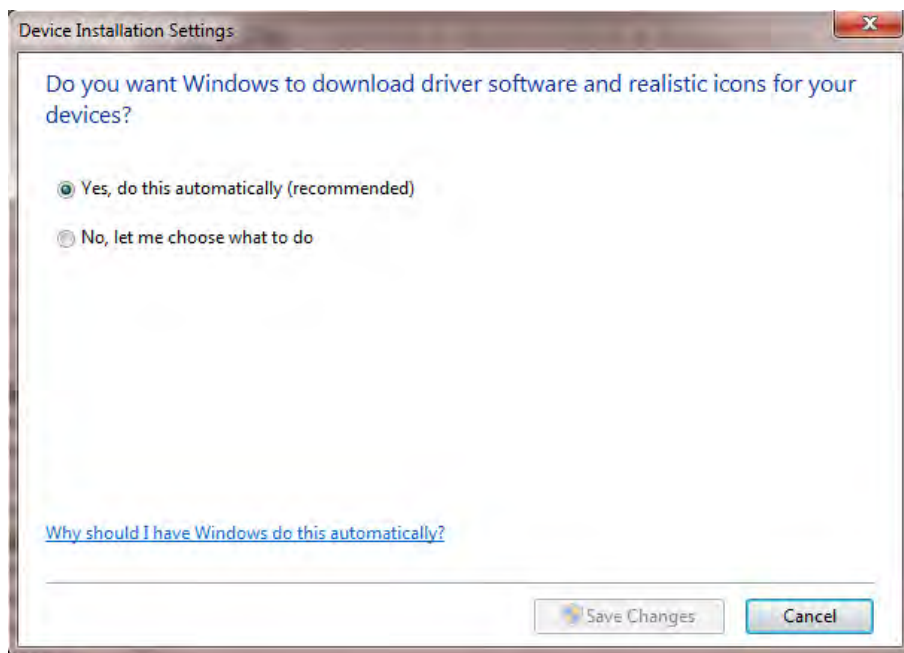 Device Installation Settings
Do you want Windows to download driver software and realistic icons for your
devices?
Yes, do this automatically (recommended)
No, let me choose what to do
Why should I have Windows do this automatically?
Save Changes
Cancel